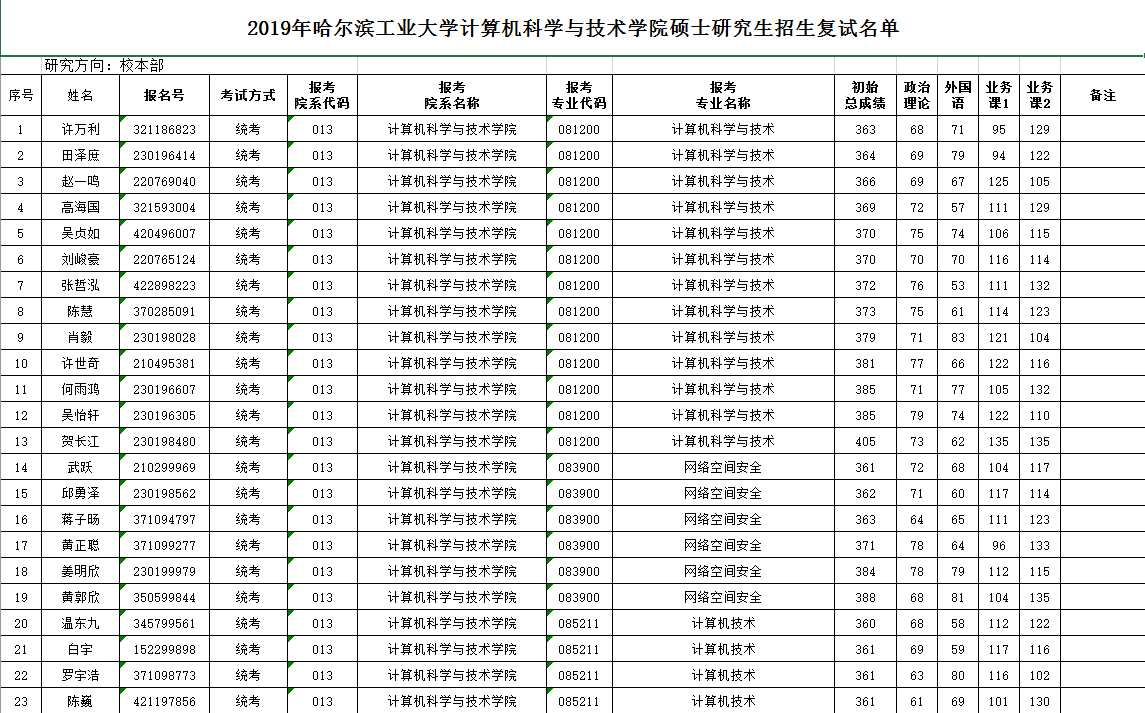 2019年哈尔滨工业大学计算机科学与技术学院硕士研究生招生复试名单
研究方向：校本部
序号 姓名 报名号 考试方式 报考院系代码 报考院系名称 报考专业代码 报考专业名称 初始总成绩 政治理论 外国语 业务课1 业务课2 备注
1 许万利 321186823 统考 013 计算机科学与技术学院 081200 计算机科学与技术 363 68 71 95 129
2 田泽庶 230196414 统考 013 计算机科学与技术学院 081200 计算机科学与技术 364 69 79 94 122
3 赵一鸣 220769040 统考 013 计算机科学与技术学院 081200 计算机科学与技术 366 69 67 125 105
4 高海国 321593004 统考 013 计算机科学与技术学院 081200 计算机科学与技术 369 72 57 111 129
5 吴贞如 420496007 统考 013 计算机科学与技术学院 081200 计算机科学与技术 370 75 74 106 115
6 刘峻豪 220765124 统考 013 计算机科学与技术学院 081200 计算机科学与技术 370 70 70 116 114
7 张哲泓 422898223 统考 013 计算机科学与技术学院 081200 计算机科学与技术 372 76 53 111 132
8 陈慧 370285091 统考 013 计算机科学与技术学院 081200 计算机科学与技术 373 75 61 114 123
9 肖毅 230198028 统考 013 计算机科学与技术学院 081200 计算机科学与技术 379 71 83 121 104
10 许世奇 210495381 统考 013 计算机科学与技术学院 081200 计算机科学与技术 381 77 66 122 116
11 何雨鸿 230196607 统考 013 计算机科学与技术学院 081200 计算机科学与技术 385 71 77 105 132
12 吴怡轩 230196305 统考 013 计算机科学与技术学院 081200 计算机科学与技术 385 79 74 122 110
13 贺长江 230198480 统考 013 计算机科学与技术学院 081200 计算机科学与技术 405 73 62 135 135
14 武跃 210299969 统考 013 计算机科学与技术学院 083900 网络空间安全 361 72 68 104 117
15 邱勇泽 230198562 统考 013 计算机科学与技术学院 083900 网络空间安全 362 71 60 117 114
16 蒋子旸 371094797 统考 013 计算机科学与技术学院 083900 网络空间安全 363 64 65 111 123
17 黄正聪 371099277 统考 013 计算机科学与技术学院 083900 网络空间安全 371 78 64 96 133
18 姜明欣 230199979 统考 013 计算机科学与技术学院 083900 网络空间安全 384 78 79 112 115
19 黄郭欣 350599844 统考 013 计算机科学与技术学院 083900 网络空间安全 388 68 81 104 135
20 温东九 345799561 统考 013 计算机科学与技术学院 085211 计算机技术 360 68 58 112 122
21 白宇 152299898 统考 013 计算机科学与技术学院 085211 计算机技术 361 69 59 117 116
22 罗宇浩 371098773 统考 013 计算机科学与技术学院 085211 计算机技术 361 63 80 116 102
23 陈巍 421197856 统考 013 计算机科学与技术学院 085211 计算机技术 361 61 69 101 130